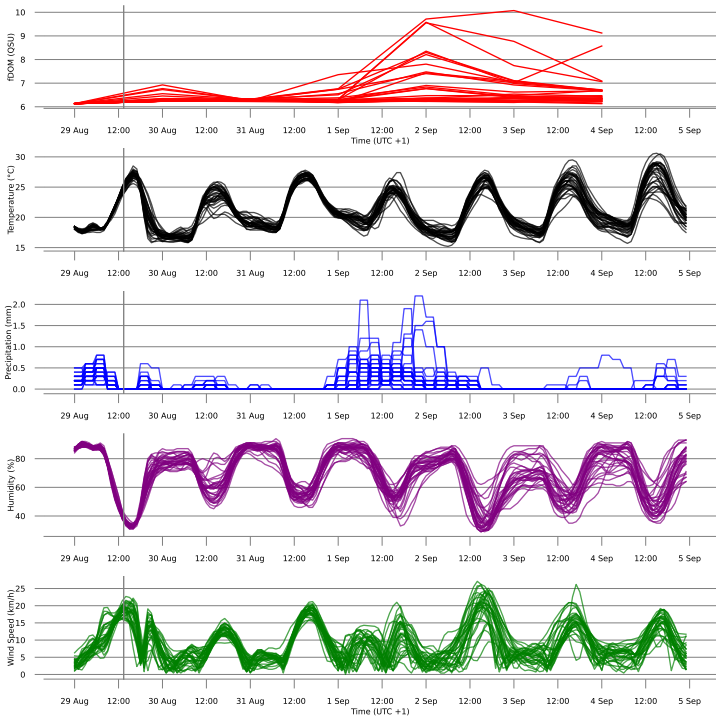 10
9
8
7
6
fDOM (QSU)
29 Aug 12:00 30 Aug 12:00 31 Aug 12:00 1 Sep 12:00 2 Sep 12:00 3 Sep 12:00 4 Sep 12:00 5 Sep
Time (UTC +1)
30
25
20
15
Temperature (°C)
29 Aug 12:00 30 Aug 12:00 31 Aug 12:00 1 Sep 12:00 2 Sep 12:00 3 Sep 12:00 4 Sep 12:00 5 Sep
2.0
1.5
1.0
0.5
0.0
Precipitation (mm)
29 Aug 12:00 30 Aug 12:00 31 Aug 12:00 1 Sep 12:00 2 Sep 12:00 3 Sep 12:00 4 Sep 12:00 5 Sep
80
60
40
Humidity (%)
29 Aug 12:00 30 Aug 12:00 31 Aug 12:00 1 Sep 12:00 2 Sep 12:00 3 Sep 12:00 4 Sep 12:00 5 Sep
25
20
15
10
5
0
Wind Speed (km/h)
29 Aug 12:00 30 Aug 12:00 31 Aug 12:00 1 Sep 12:00 2 Sep 12:00 3 Sep 12:00 4 Sep 12:00 5 Sep
Time (UTC +1)